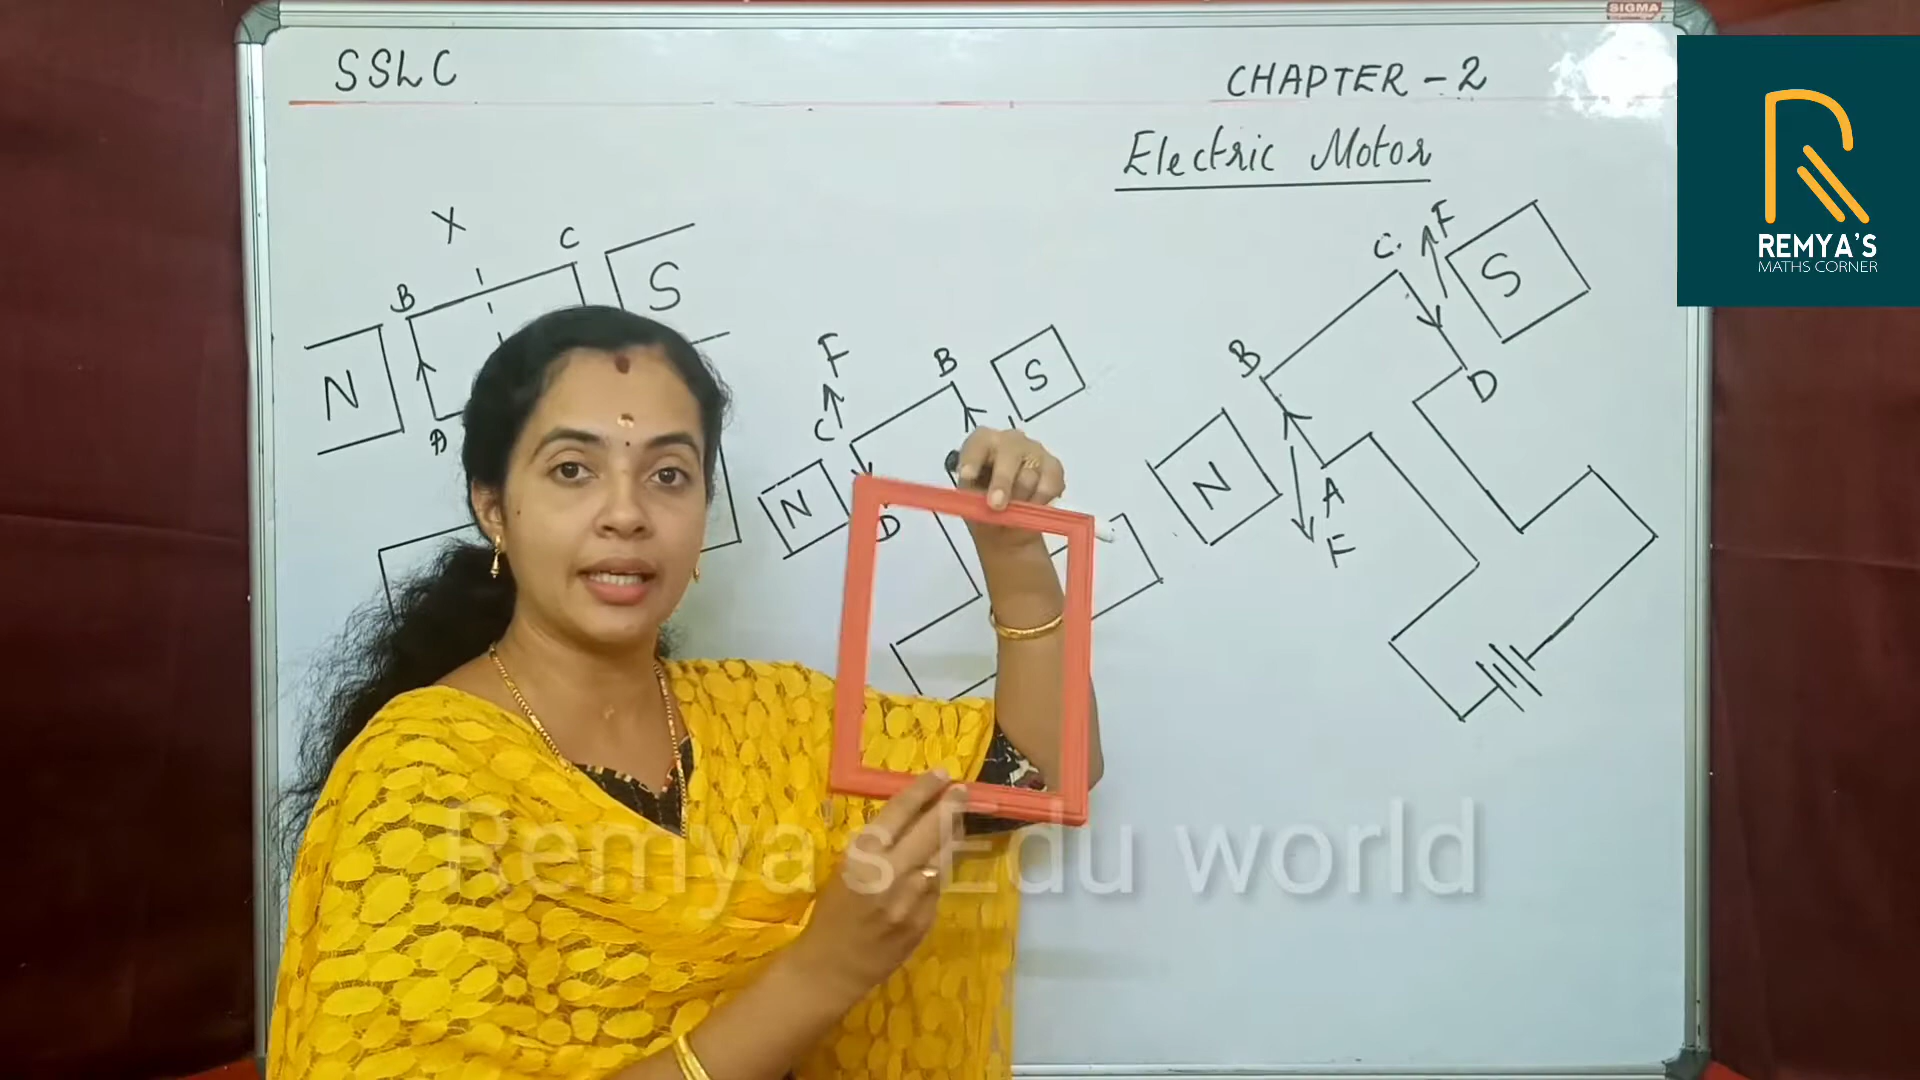 SIGMA
SSLC
CHAPTER - 2
Electric Motor
REMYA'S
MATHS CORNER
X
B
C
S
N
A
F
C
B
S
N
D
C.
F
S
B
D
N
A
F
Remya's Edu world